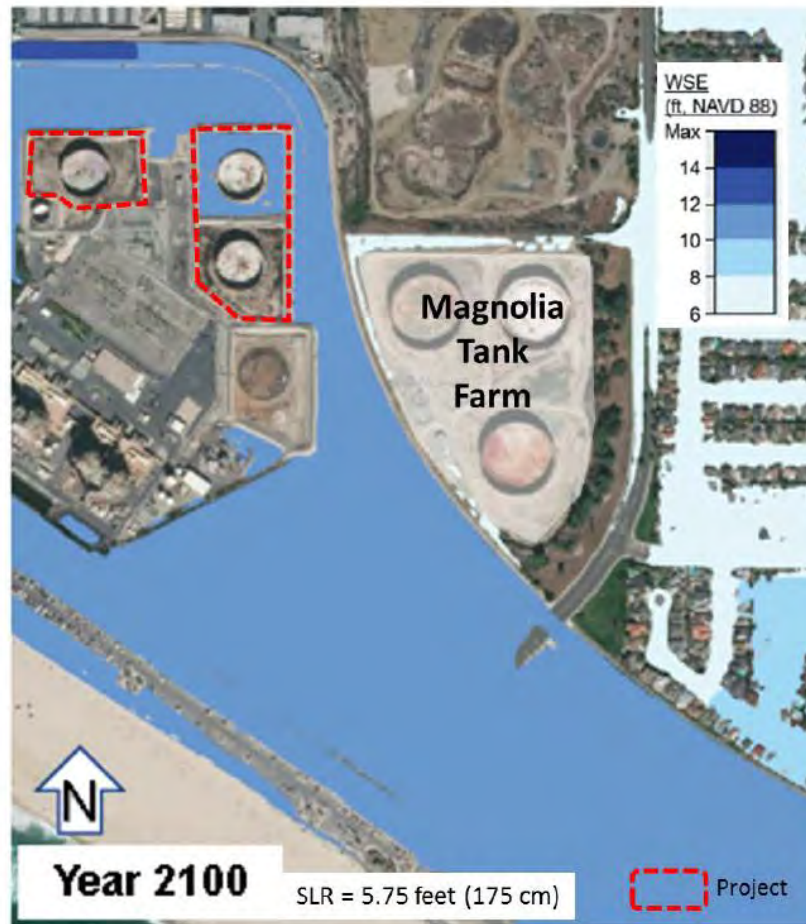 WSE
(ft, NAVD 88)
Max
14
12
10
8
6
Magnolia
Tank
Farm
N
Year 2100
SLR = 5.75 feet (175 cm)
Project